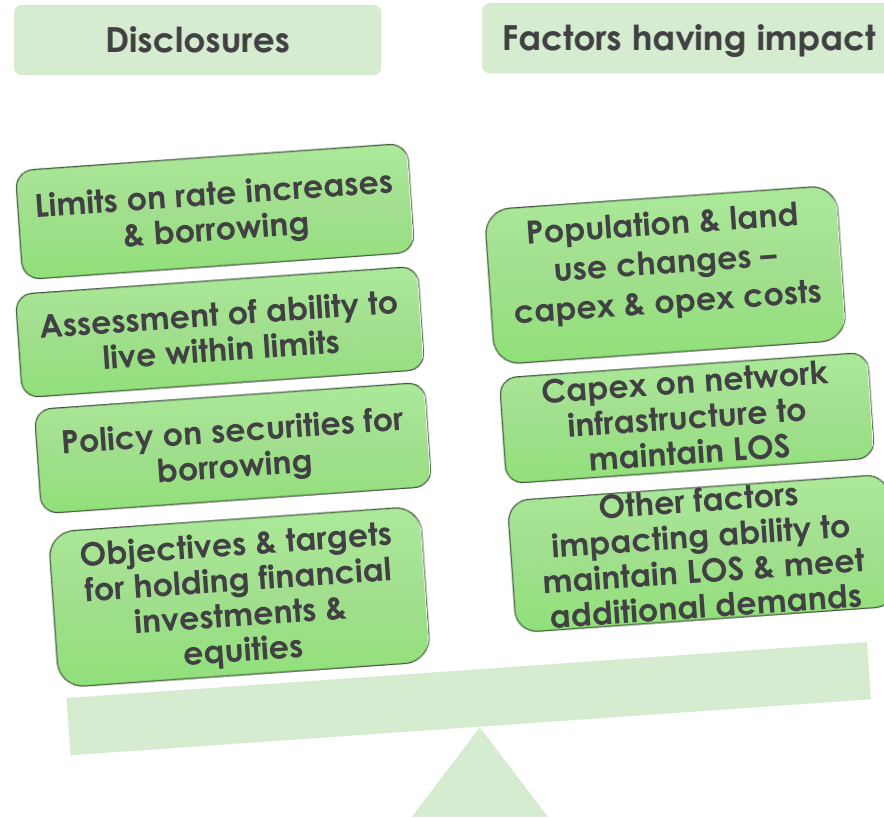 Disclosures
Limits on rate increases
& borrowing
Assessment of ability to
live within limits
Policy on securities for
borrowing
Objectives & targets
for holding financial
investments &
equities
Factors having impact
Population & land
use changes –
capex & opex costs
Capex on network
infrastructure to
maintain LOS
Other factors
impacting ability to
maintain LOS & meet
additional demands